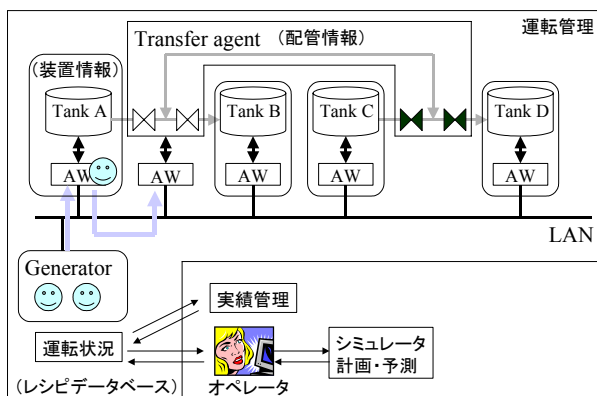 運転管理
Transfer agent (配管情報)
(装置情報)
Tank A
Tank B
Tank C
Tank D
AW
AW
AW
AW
AW
LAN
Generator
実績管理
運転状況
シミュレータ
計画・予測
(レシピデータベース)
オペレータ